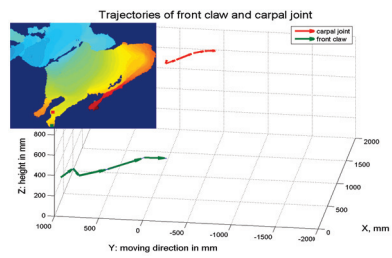 Trajectories of front claw and carpal joint
carpal joint
front claw
800
600
400
200
0
Z: height in mm
1000
500
0
-500
-1000
-1500
-2000
Y: moving direction in mm
0
500
1000
1500
2000
X, mm